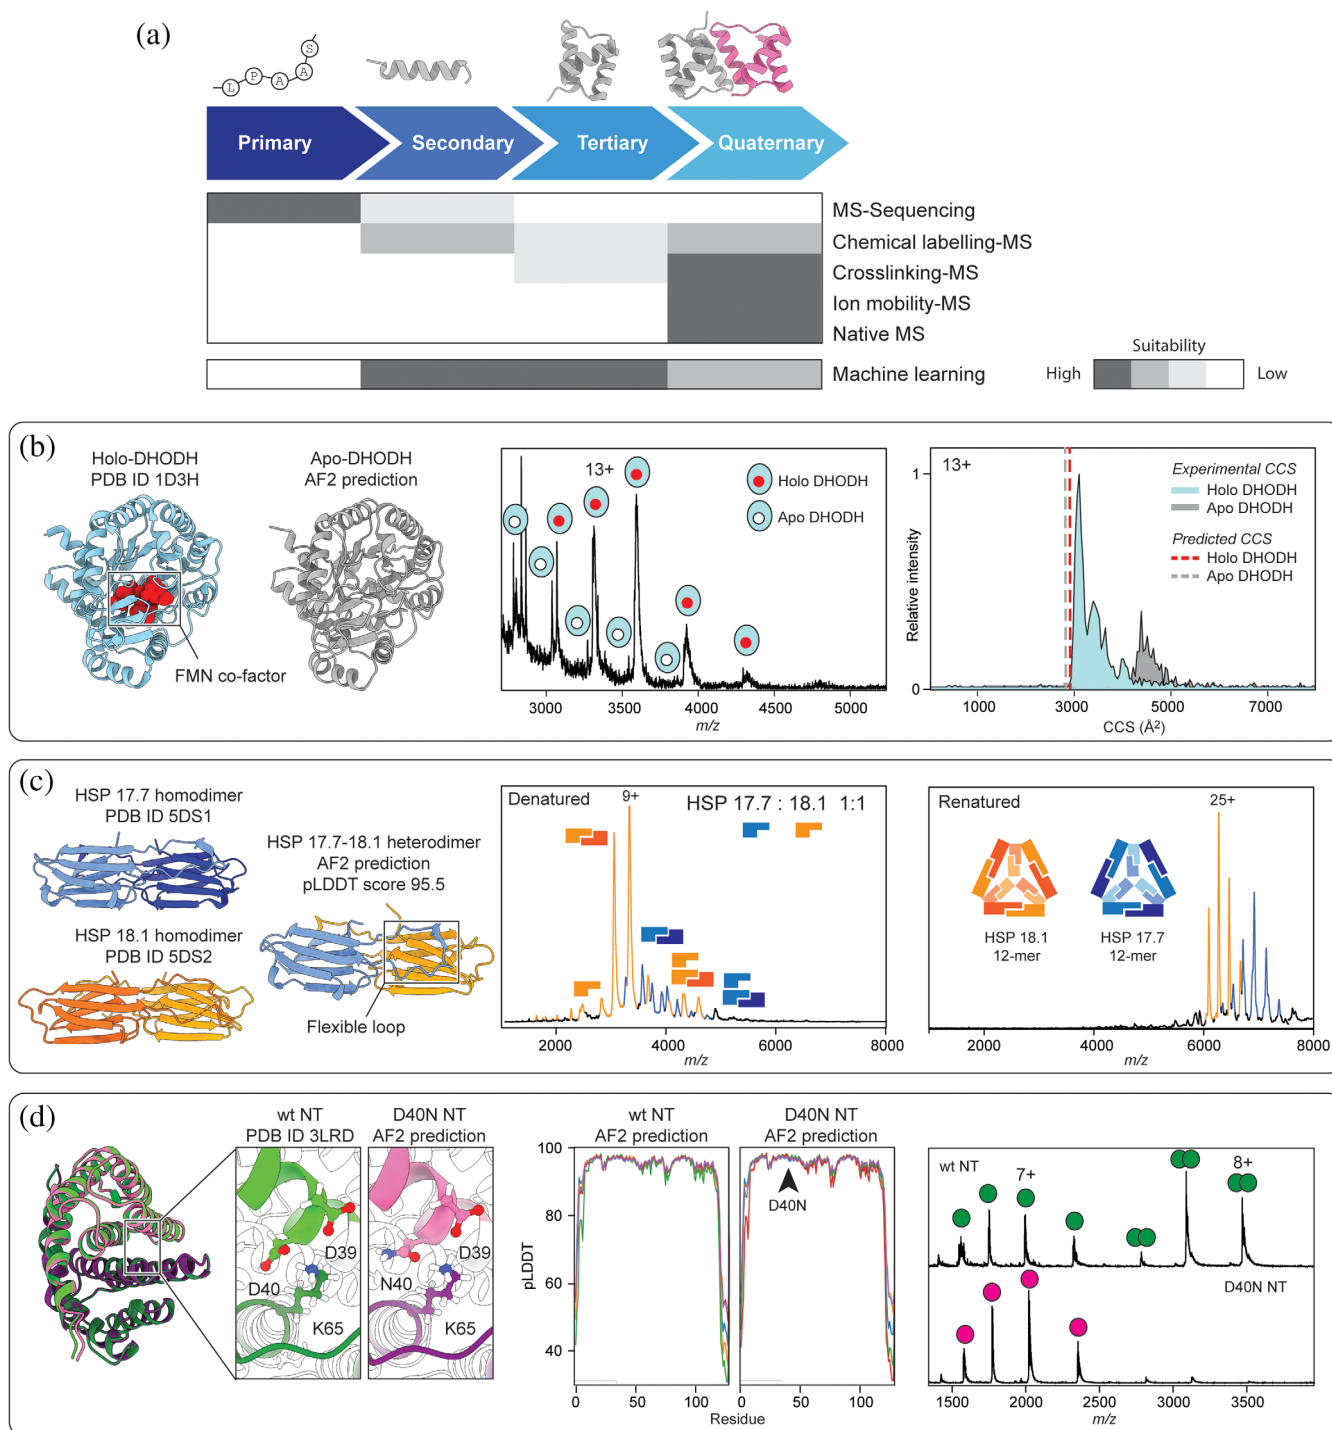 (a)
L P A A S
Primary
Secondary
Tertiary
Quaternary
MS-Sequencing
Chemical labelling-MS
Crosslinking-MS
Ion mobility-MS
Native MS
Machine learning
Suitability
High
Low
(b)
Holo-DHODH
PDB ID 1D3H
Apo-DHODH
AF2 prediction
FMN co-factor
13+
Holo DHODH
Apo DHODH
3000 3500 4000 4500 5000
m/z
13+
Experimental CCS
Holo DHODH
Apo DHODH
Predicted CCS
Holo DHODH
Apo DHODH
Relative intensity
1
0
1000 3000 5000 7000
CCS (Å²)
(c)
HSP 17.7 homodimer
PDB ID 5DS1
HSP 18.1 homodimer
PDB ID 5DS2
HSP 17.7-18.1 heterodimer
AF2 prediction
pLDDT score 95.5
Flexible loop
Denatured
9+
HSP 17.7 : 18.1 1:1
2000 4000 6000 8000
m/z
Renatured
25+
HSP 18.1
12-mer
HSP 17.7
12-mer
2000 4000 6000 8000
m/z
(d)
wt NT
PDB ID 3LRD
D40N NT
AF2 prediction
D39
D40
K65
D39
N40
K65
wt NT
AF2 prediction
D40N NT
AF2 prediction
pLDDT
100
80
60
40
D40N
0 50 100
0 50 100
Residue
wt NT
7+
8+
D40N NT
1500 2000 2500 3000 3500
m/z